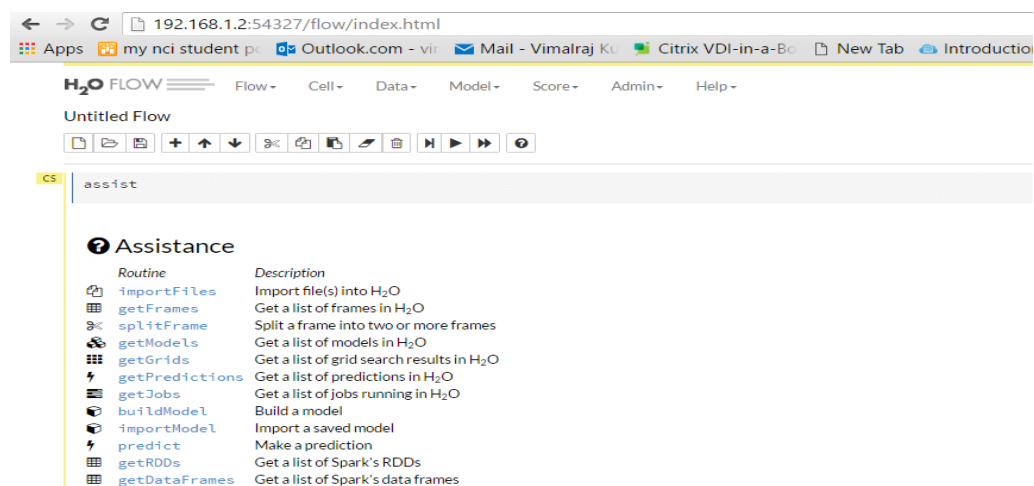 192.168.1.2:54327/flow/index.html
Apps my nci student Outlook.com - vir Mail - Vimalraj Ku Citrix VDI-in-a-Bo New Tab Introduction
H2O FLOW Flow Cell Data Model Score Admin Help
Untitled Flow
CS assist
Assistance
Routine Description
importFiles Import file(s) into H2O
getFrames Get a list of frames in H2O
splitFrame Split a frame into two or more frames
getModels Get a list of models in H2O
getGrids Get a list of grid search results in H2O
getPredictions Get a list of predictions in H2O
getJobs Get a list of jobs running in H2O
buildModel Build a model
importModel Import a saved model
predict Make a prediction
getRDDs Get a list of Spark's RDDs
getDataFrames Get a list of Spark's data frames